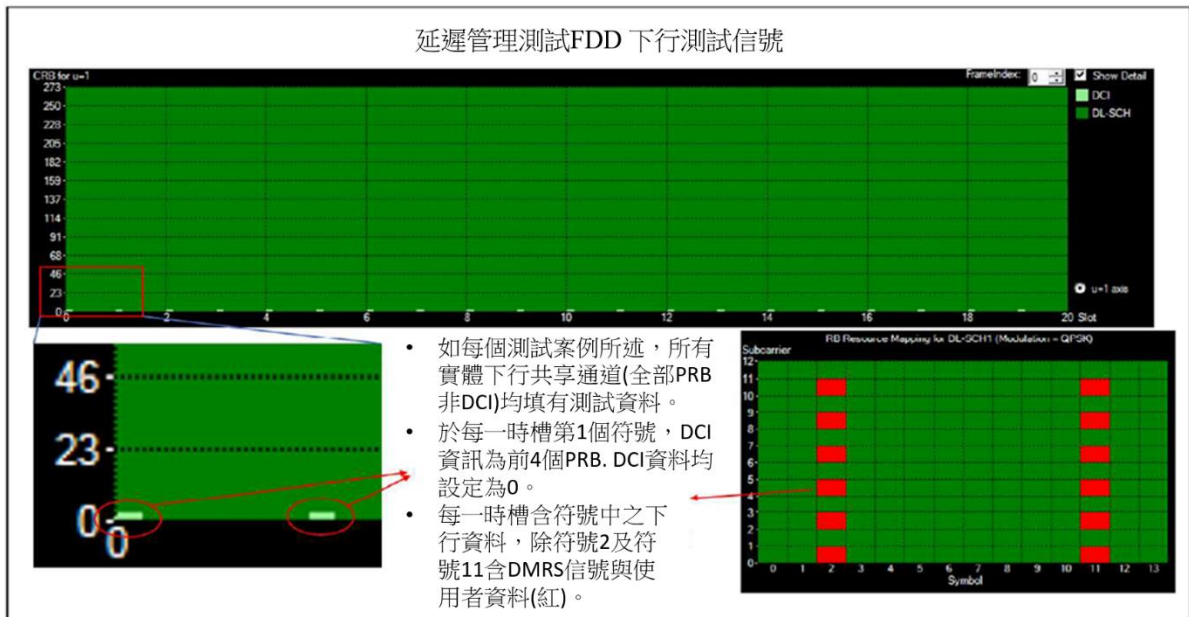 延遲管理測試FDD 下行測試信號
CRB for u=1
FrameIndex: 0 Show Detail
DCI
DL-SCH
273
250
228
205
182
159
137
114
91
68
46
23
0
u=1 axis
0 2 4 6 8 10 12 14 16 18 20 Slot
46
23
0
0
• 如每個測試案例所述，所有
實體下行共享通道(全部PRB
非DCI)均填有測試資料。
• 於每一時槽第1個符號，DCI
資訊為前4個PRB. DCI資料均
設定為0。
• 每一時槽含符號中之下
行資料，除符號2及符
號11含DMRS信號與使
用者資料(紅)。
RB Resource Mapping for DL-SCH1 (Modulation = QPSK)
Subcarrier
12
11
10
9
8
7
6
5
4
3
2
1
0
0 1 2 3 4 5 6 7 8 9 10 11 12 13
Symbol